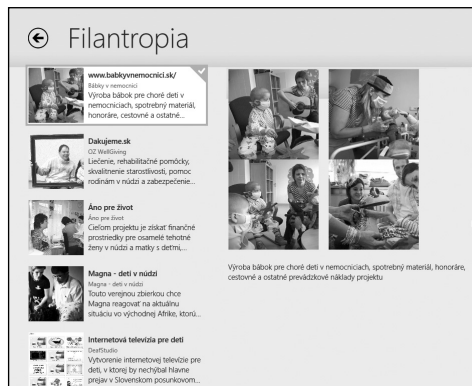 Filantropia
www.babkyvnemocnici.sk/
Bábky v nemocnici
Výroba bábok pre choré deti v
nemocniciach, spotrebný materiál,
honoráre, cestovné a ostatné...
Dakujeme.sk
OZ WellGiving
Liečenie, rehabilitačné pomôcky,
skvalitnenie starostlivosti, pomoc
rodinám v núdzi a zabezpečenie...
Áno pre život
Áno pre život
Cieľom projektu je získať finančné
prostriedky pre osamelé tehotné
ženy v núdzi a matky s deťmi,...
Magna - deti v núdzi
Magna - deti v núdzi
Touto verejnou zbierkou chce
Magna reagovať na aktuálnu
situáciu vo východnej Afrike, ktorú...
Internetová televízia pre deti
DeafStudio
Vytvorenie internetovej televízie pre
deti, v ktorej by nechýbal hlavne
prejav v Slovenskom posunkovom...
Výroba bábok pre choré deti v nemocniciach, spotrebný materiál, honoráre,
cestovné a ostatné prevádzkové náklady projektu